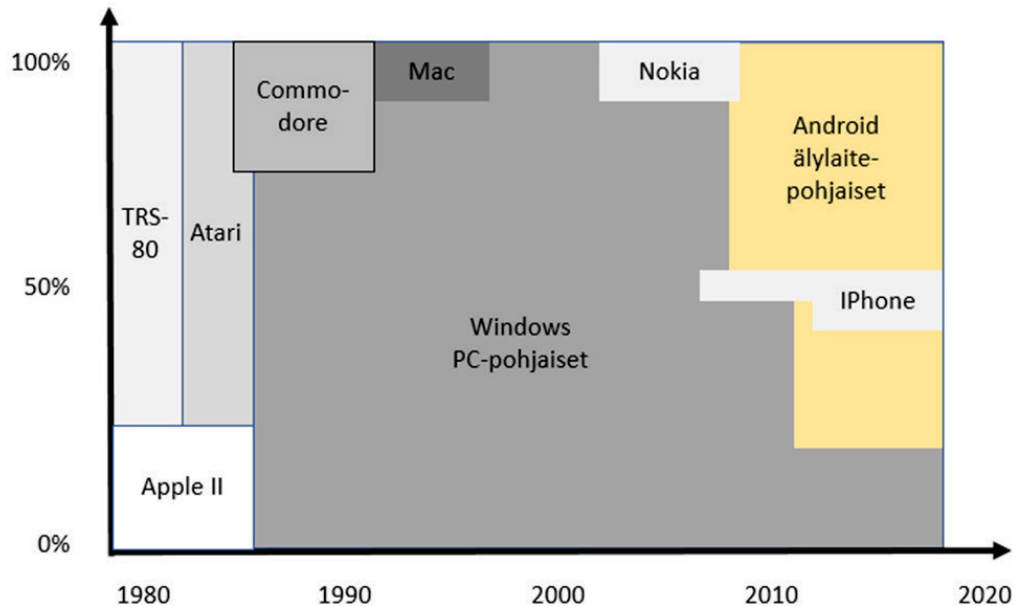 100%
50%
0%
TRS-
80
Atari
Apple II
Commo-
dore
Mac
Nokia
Android
älylaite-
pohjaiset
IPhone
Windows
PC-pohjaiset
1980
1990
2000
2010
2020